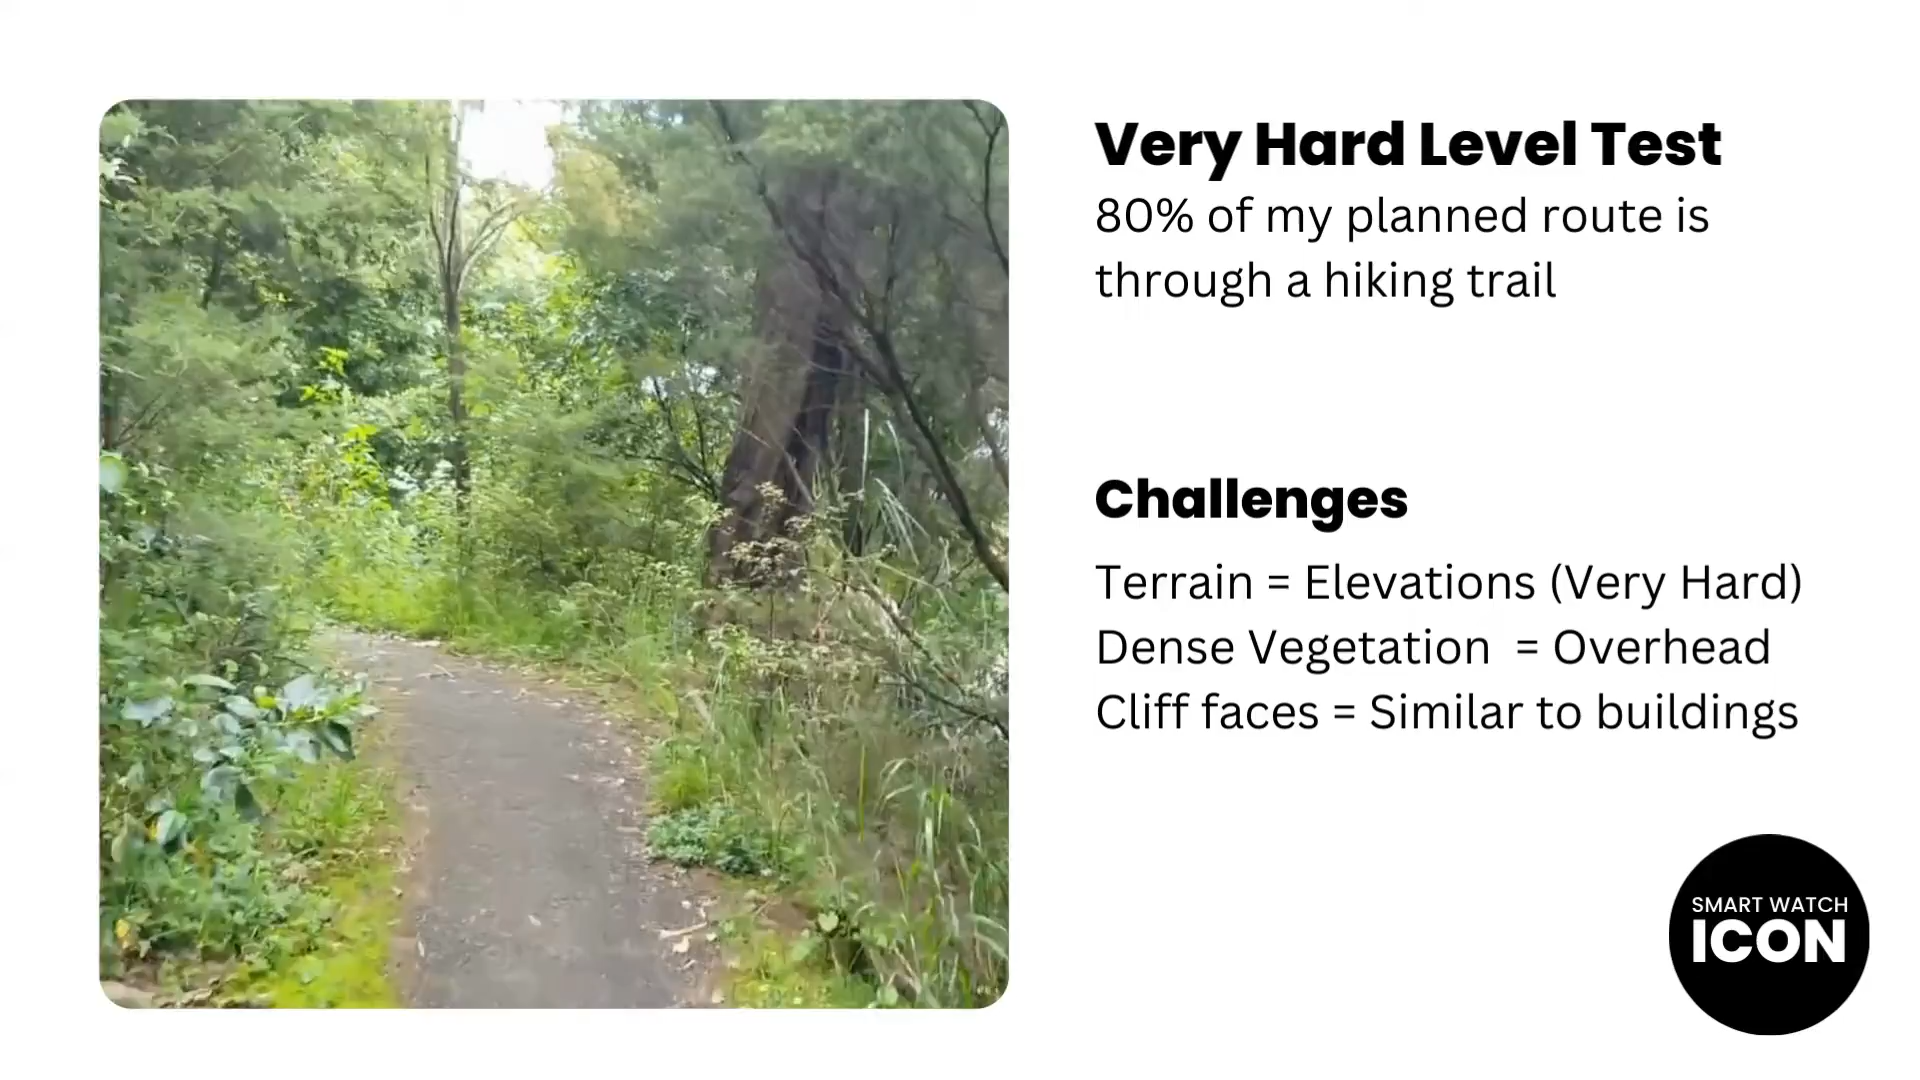 Very Hard Level Test
80% of my planned route is
through a hiking trail
Challenges
Terrain = Elevations (Very Hard)
Dense Vegetation = Overhead
Cliff faces = Similar to buildings
SMART WATCH
ICON